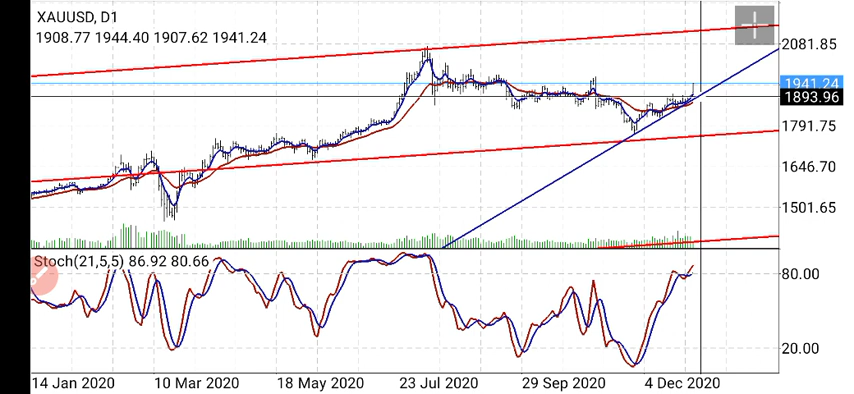 XAUUSD, D1
1908.77 1944.40 1907.62 1941.24
2081.85
1941.24
1893.96
1791.75
1646.70
1501.65
Stoch(21,5,5) 86.92 80.66
80.00
20.00
14 Jan 2020 10 Mar 2020 18 May 2020 23 Jul 2020 29 Sep 2020 4 Dec 2020